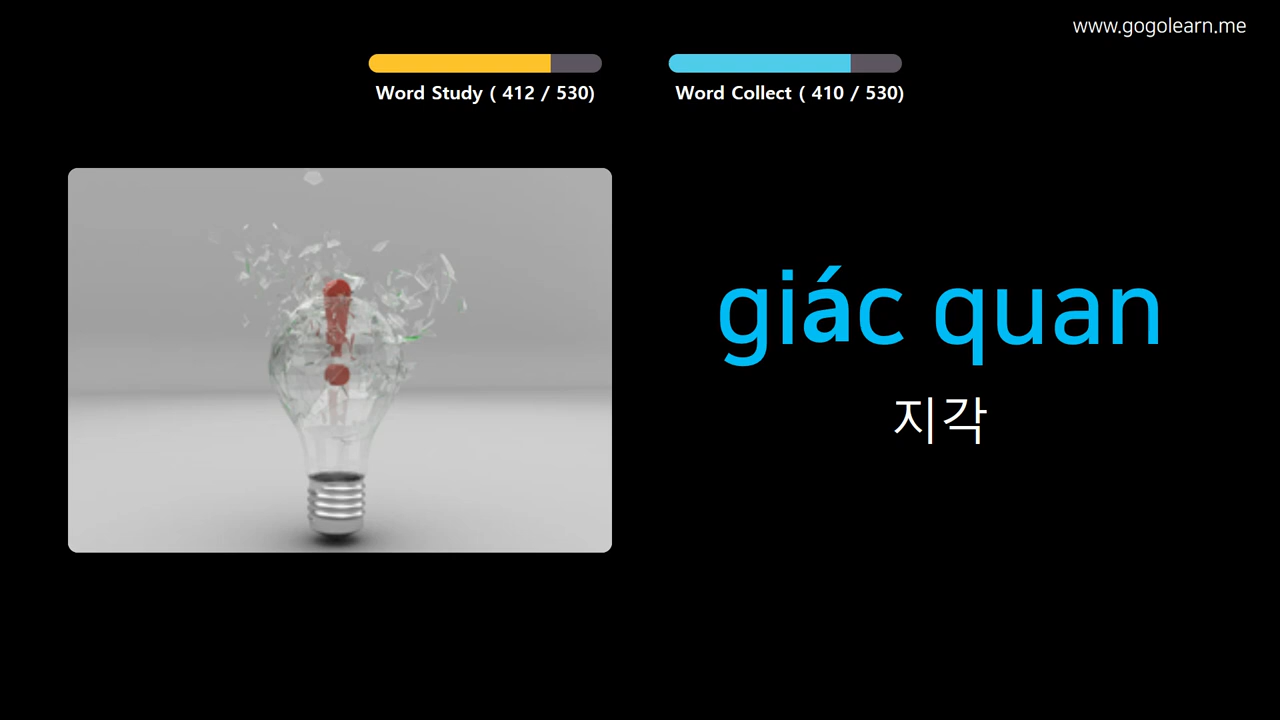 www.gogolearn.me
Word Study ( 412 / 530)
Word Collect ( 410 / 530)
giác quan
지각